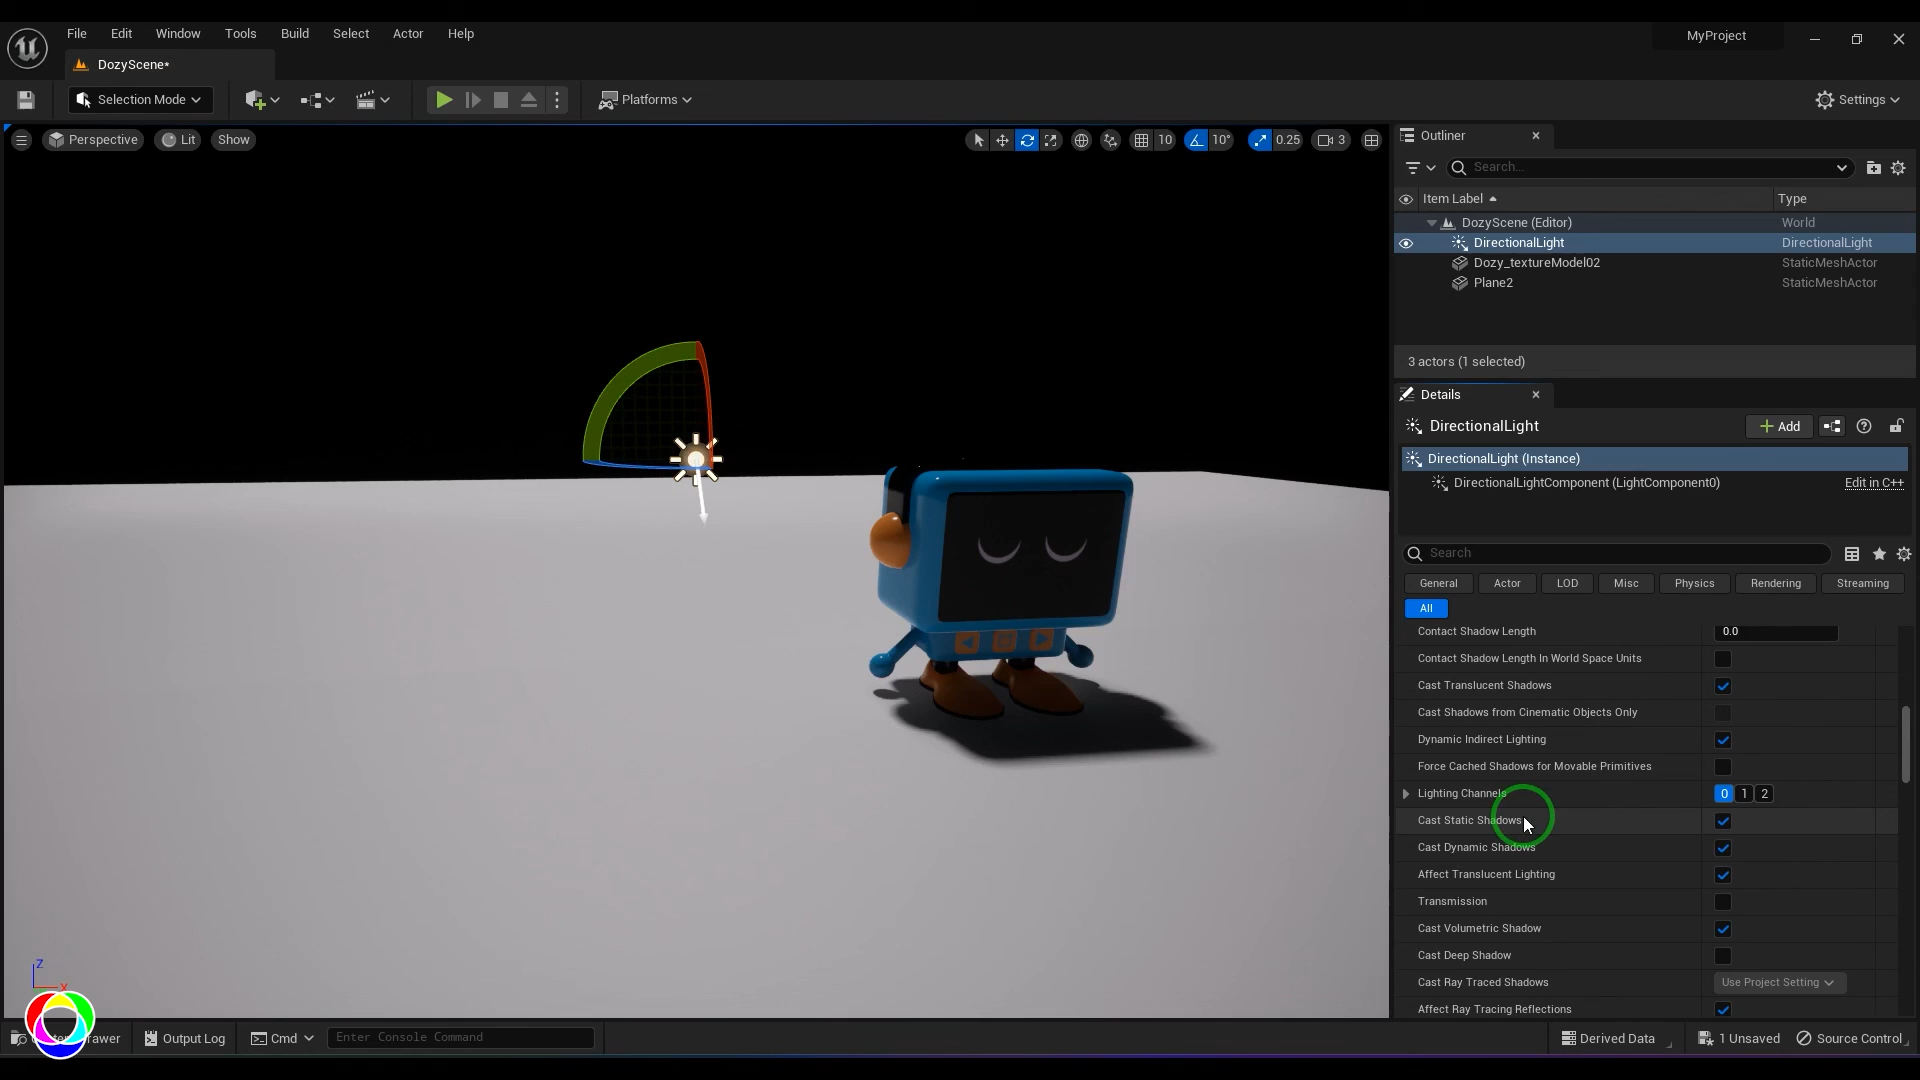 File Edit Window Tools Build Select Actor Help
MyProject
DozyScene*
Selection Mode
Platforms
Settings
Perspective Lit Show
10 10° 0.25 3
Outliner
Search...
Item Label Type
DozyScene (Editor) World
DirectionalLight DirectionalLight
Dozy_textureModel02 StaticMeshActor
Plane2 StaticMeshActor
3 actors (1 selected)
Details
DirectionalLight
Add
DirectionalLight (Instance)
DirectionalLightComponent (LightComponent0) Edit in C++
Search
General Actor LOD Misc Physics Rendering Streaming
All
Contact Shadow Length 0.0
Contact Shadow Length In World Space Units
Cast Translucent Shadows
Cast Shadows from Cinematic Objects Only
Dynamic Indirect Lighting
Force Cached Shadows for Movable Primitives
Lighting Channels 0 1 2
Cast Static Shadows
Cast Dynamic Shadows
Affect Translucent Lighting
Transmission
Cast Volumetric Shadow
Cast Deep Shadow
Cast Ray Traced Shadows Use Project Setting
Affect Ray Tracing Reflections
Z
X
Output Log Cmd Enter Console Command
Derived Data 1 Unsaved Source Control